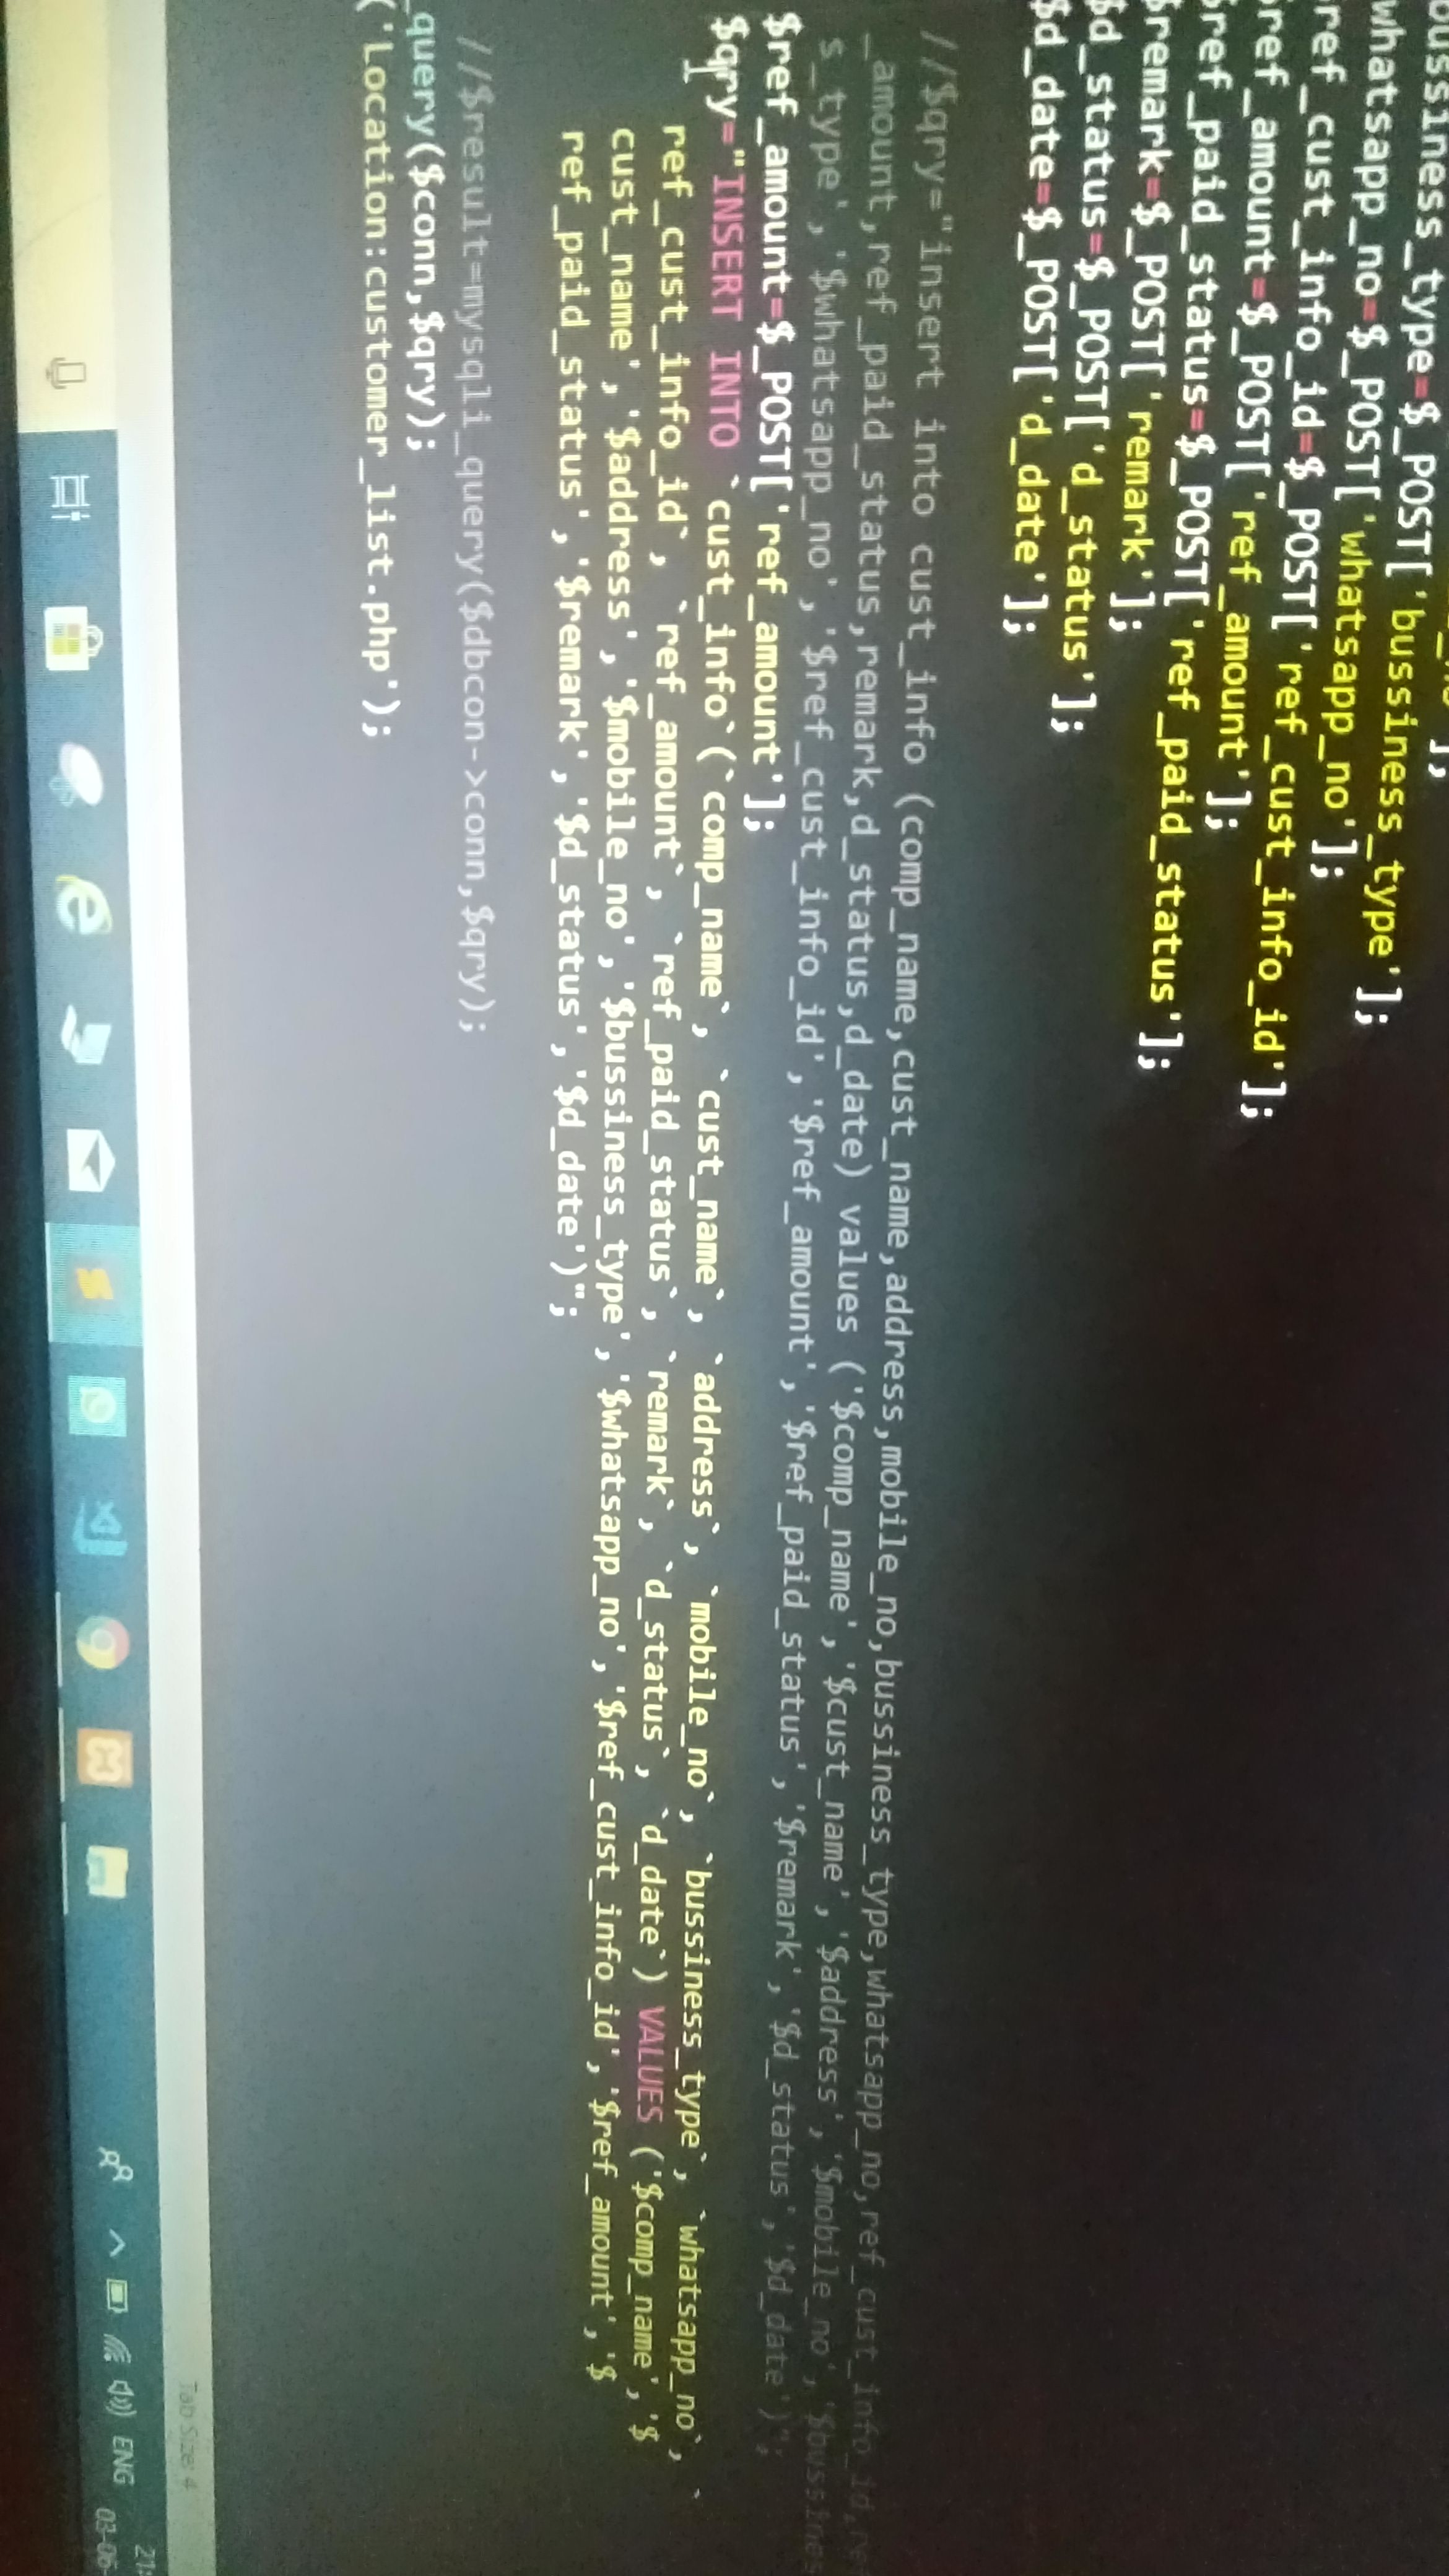 bussiness_type=$_POST['bussiness_type'];
whatsapp_no=$_POST['whatsapp_no'];
ref_cust_info_id=$_POST['ref_cust_info_id'];
ref_amount=$_POST['ref_amount'];
$ref_paid_status=$_POST['ref_paid_status'];
$remark=$_POST['remark'];
$d_status=$_POST['d_status'];
$d_date=$_POST['d_date'];
//$qry="insert into cust_info (comp_name,cust_name,address,mobile_no,bussiness_type,whatsapp_no,ref_cust_info_id,ref
_amount,ref_paid_status,remark,d_status,d_date) values ('$comp_name','$cust_name','$address','$mobile_no','$bussines
s_type','$whatsapp_no','$ref_cust_info_id','$ref_amount','$ref_paid_status','$remark','$d_status','$d_date')";
$ref_amount=$_POST['ref_amount'];
$qry="INSERT INTO `cust_info`(`comp_name`, `cust_name`, `address`, `mobile_no`, `bussiness_type`, `whatsapp_no`, `
ref_cust_info_id`, `ref_amount`, `ref_paid_status`, `remark`, `d_status`, `d_date`) VALUES ('$comp_name','$
cust_name','$address','$mobile_no','$bussiness_type','$whatsapp_no','$ref_cust_info_id','$ref_amount','$
ref_paid_status','$remark','$d_status','$d_date')";
//$result=mysqli_query($dbcon->conn,$qry);
_query($conn,$qry);
('Location:customer_list.php');
Tab Size: 4
ENG
21:
03-06-